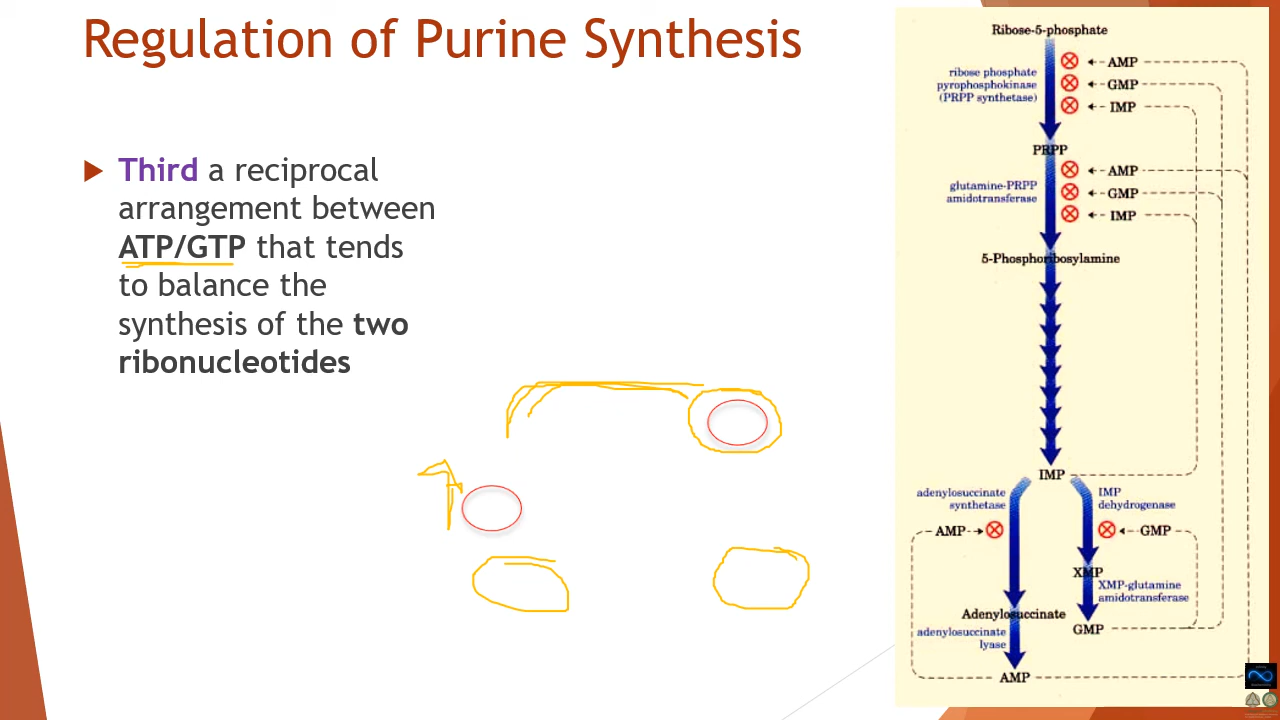 Regulation of Purine Synthesis
Third a reciprocal
arrangement between
ATP/GTP that tends
to balance the
synthesis of the two
ribonucleotides
Ribose-5-phosphate
ribose phosphate
pyrophosphokinase
(PRPP synthetase)
AMP
GMP
IMP
PRPP
glutamine-PRPP
amidotransferase
AMP
GMP
IMP
5-Phosphoribosylamine
IMP
adenylosuccinate
synthetase
IMP
dehydrogenase
AMP
GMP
XMP
XMP-glutamine
amidotransferase
Adenylosuccinate
GMP
adenylosuccinate
lyase
AMP